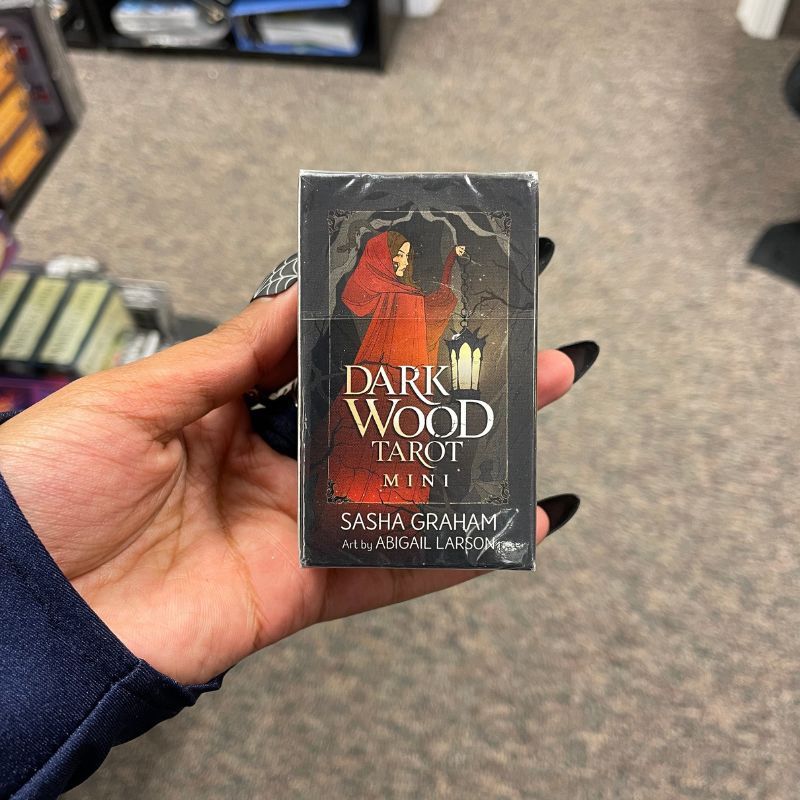 DARK
WOOD
TAROT
MINI
SASHA GRAHAM
Art by ABIGAIL LARSON